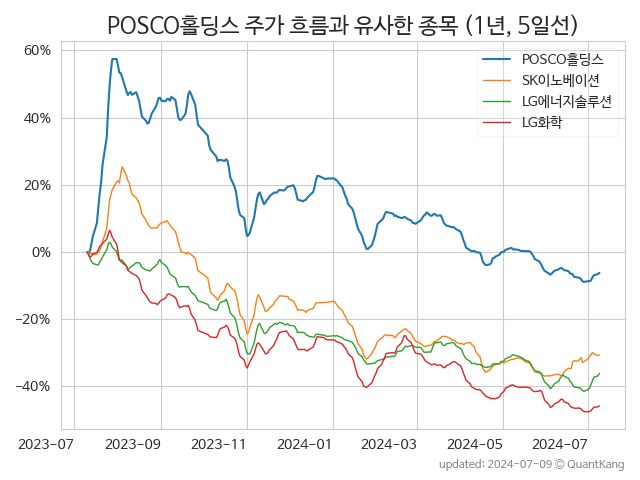 POSCO홀딩스 주가 흐름과 유사한 종목 (1년, 5일선)
POSCO홀딩스
SK이노베이션
LG에너지솔루션
LG화학
60%
40%
20%
0%
−20%
−40%
2023-07 2023-09 2023-11 2024-01 2024-03 2024-05 2024-07
updated: 2024-07-09 © QuantKang